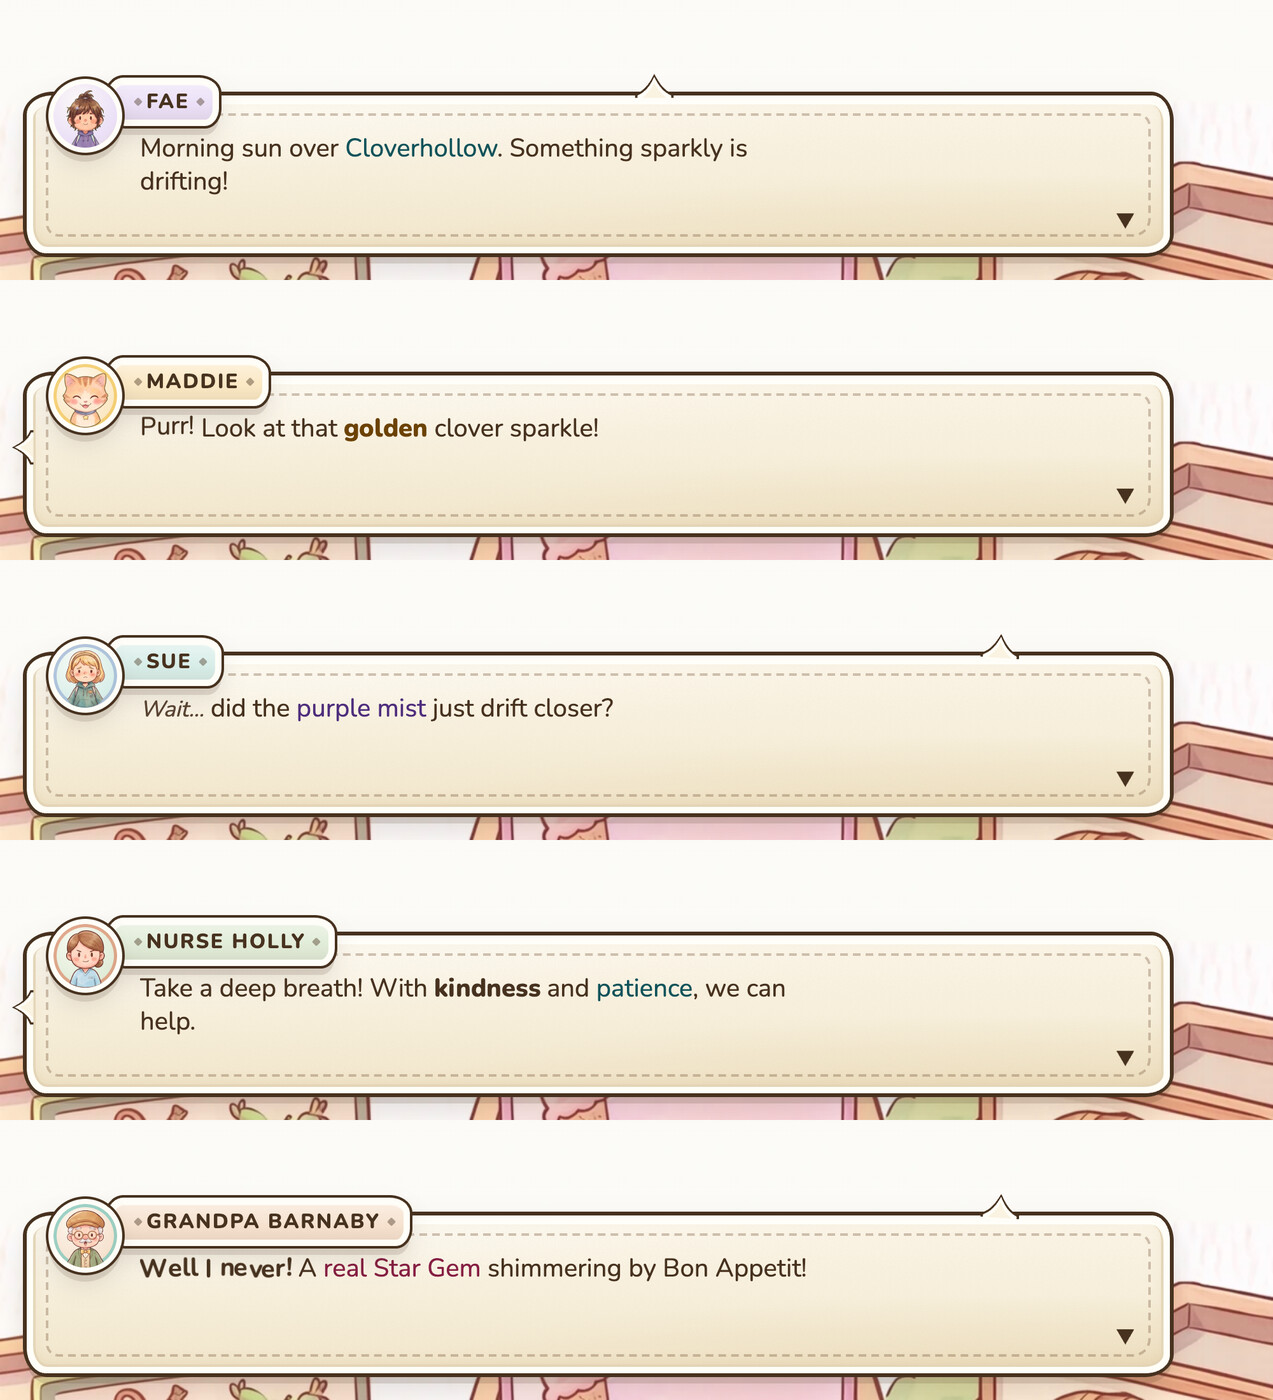 FAE
Morning sun over Cloverhollow. Something sparkly is
drifting!
MADDIE
Purr! Look at that golden clover sparkle!
SUE
Wait... did the purple mist just drift closer?
NURSE HOLLY
Take a deep breath! With kindness and patience, we can
help.
GRANDPA BARNABY
Well I never! A real Star Gem shimmering by Bon Appetit!